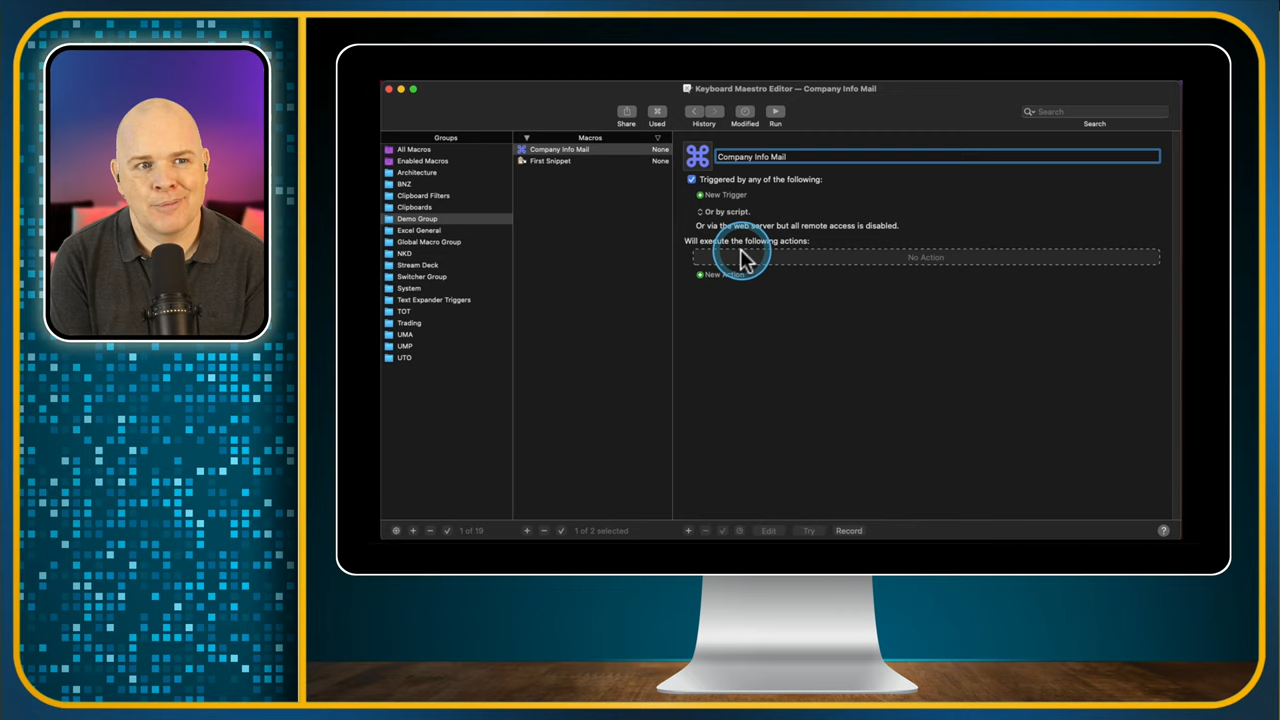 Keyboard Maestro Editor — Company Info Mail
Share
Used
History
Modified
Run
Search
Search
Groups
Macros
All Macros
Enabled Macros
Architecture
BNZ
Clipboard Filters
Clipboards
Demo Group
Excel General
Global Macro Group
NKD
Stream Deck
Switcher Group
System
Text Expander Triggers
TOT
Trading
UMA
UMP
UTO
1 of 19
Company Info Mail None
First Snippet None
1 of 2 selected
Company Info Mail
Triggered by any of the following:
New Trigger
Or by script.
Or via the web server but all remote access is disabled.
Will execute the following actions:
No Action
New Action
Edit
Try
Record
?